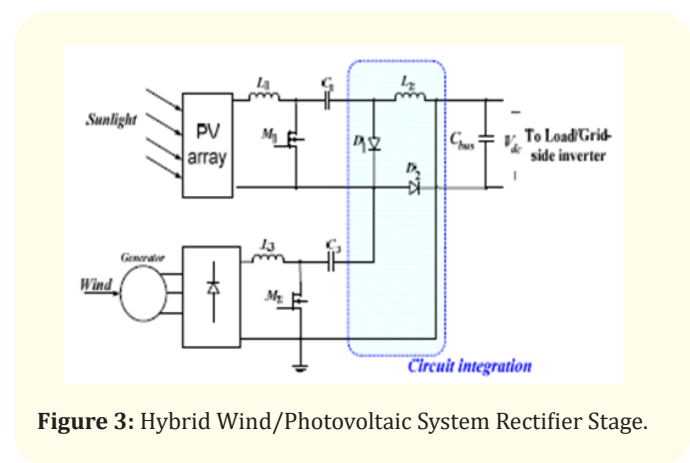 L1
C1
L2
Sunlight
PV
array
M1
D1
Cbus
Vdc
To Load/Grid-
side inverter
D2
Generator
Wind
L3
C3
M2
Circuit integration
Figure 3: Hybrid Wind/Photovoltaic System Rectifier Stage.